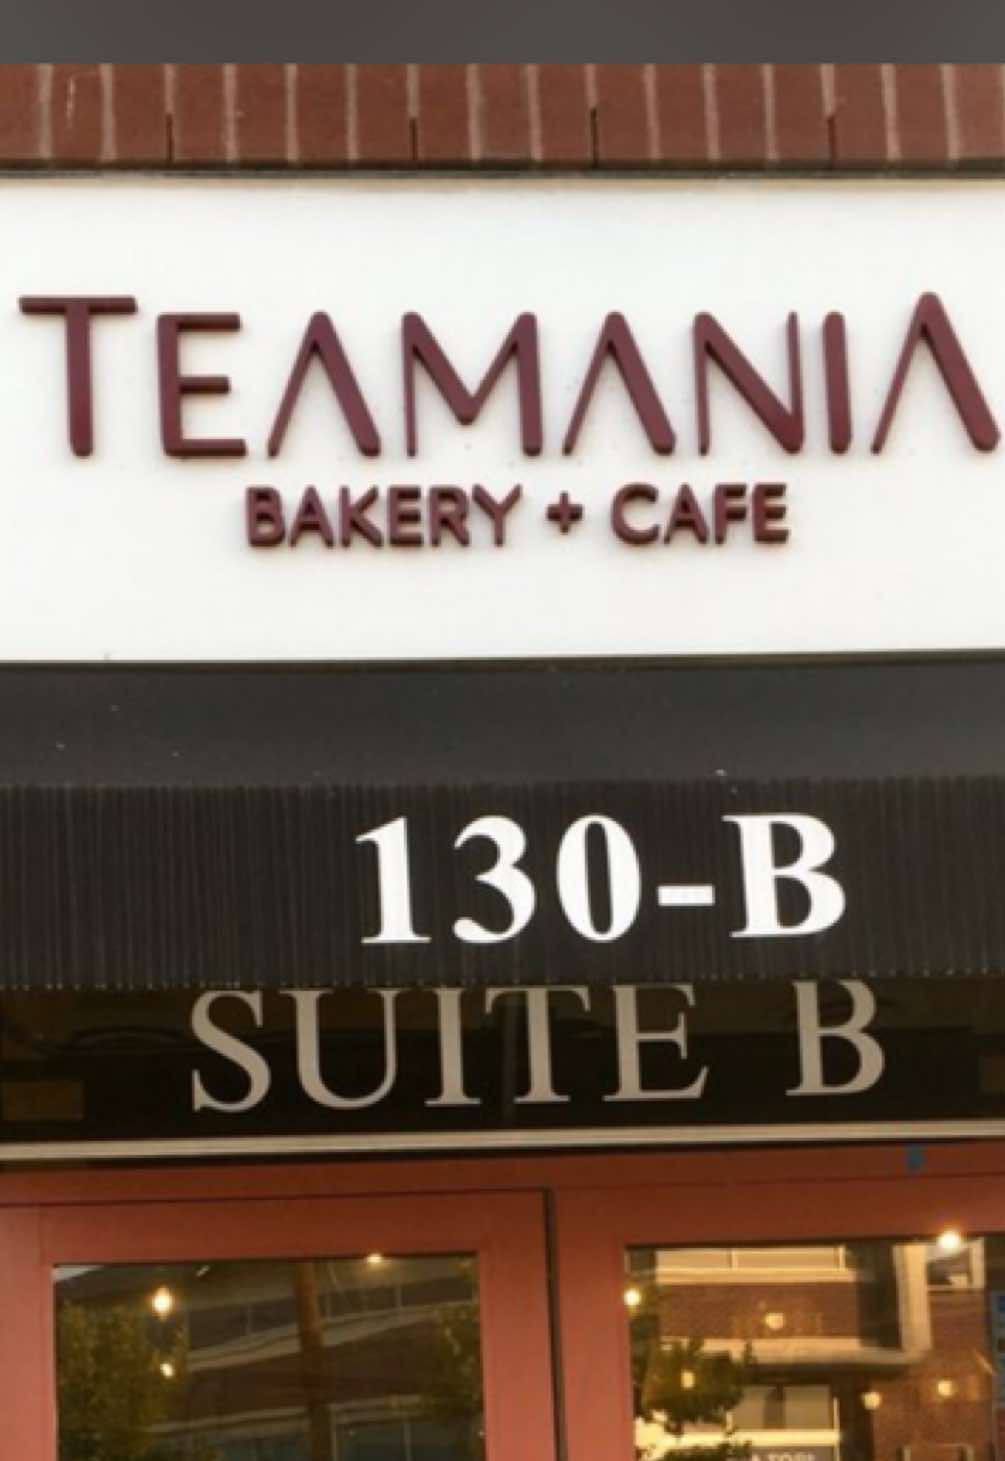 TEAMANIA
BAKERY + CAFE
130-B
SUITE B